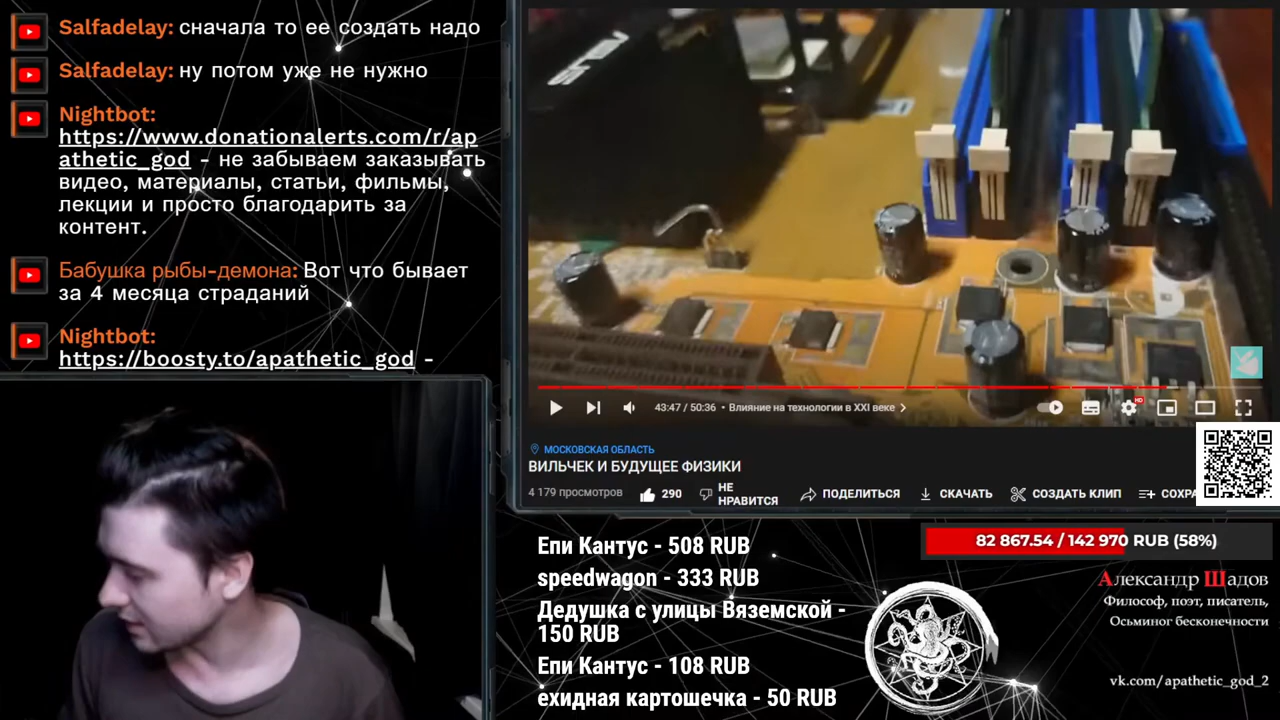 Salfadelay: сначала то ее создать надо
Salfadelay: ну потом уже не нужно
Nightbot:
https://www.donationalerts.com/r/ap
athetic_god - не забываем заказывать
видео, материалы, статьи, фильмы,
лекции и просто благодарить за
контент.
Бабушка рыбы-демона: Вот что бывает
за 4 месяца страданий
Nightbot:
https://boosty.to/apathetic_god -
ASUS
43:47 / 50:36 • Влияние на технологии в XXI веке
HD
МОСКОВСКАЯ ОБЛАСТЬ
ВИЛЬЧЕК И БУДУЩЕЕ ФИЗИКИ
4 179 просмотров
290
НЕ
НРАВИТСЯ
ПОДЕЛИТЬСЯ
СКАЧАТЬ
СОЗДАТЬ КЛИП
СОХРА
82 867.54 / 142 970 RUB (58%)
Епи Кантус - 508 RUB
speedwagon - 333 RUB
Дедушка с улицы Вяземской -
150 RUB
Епи Кантус - 108 RUB
ехидная картошечка - 50 RUB
Александр Шадов
Философ, поэт, писатель,
Осьминог бесконечности
vk.com/apathetic_god_2